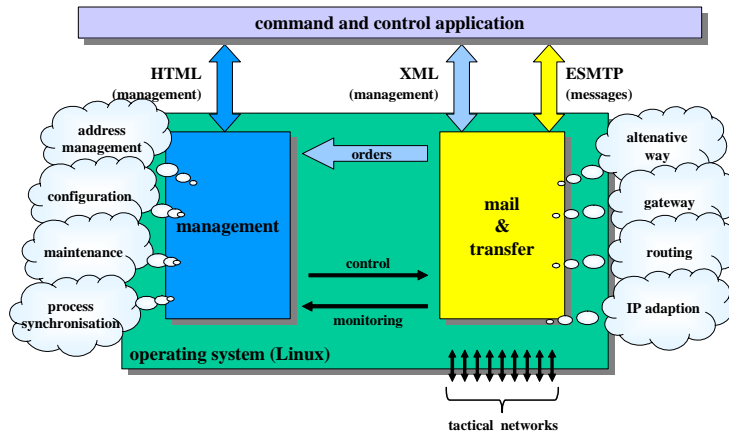 command and control application
HTML
(management)
XML
(management)
ESMTP
(messages)
address
management
configuration
maintenance
process
synchronisation
management
orders
control
monitoring
mail
&
transfer
altenative
way
gateway
routing
IP adaption
operating system (Linux)
tactical networks